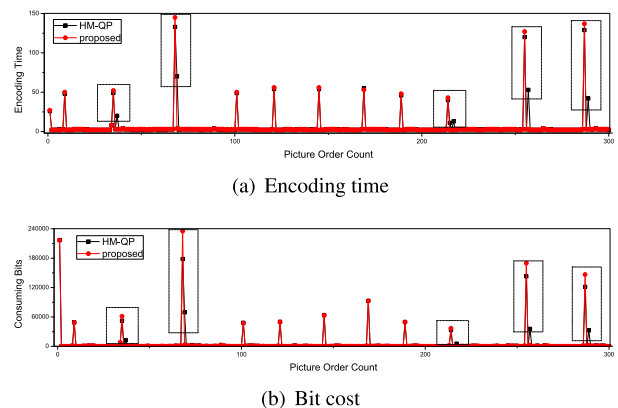 150
HM-QP
proposed
100
Encoding Time
50
0
0 100 200 300
Picture Order Count
(a) Encoding time
240000
HM-QP
proposed
180000
Consuming Bits
120000
60000
0
0 100 200 300
Picture Order Count
(b) Bit cost